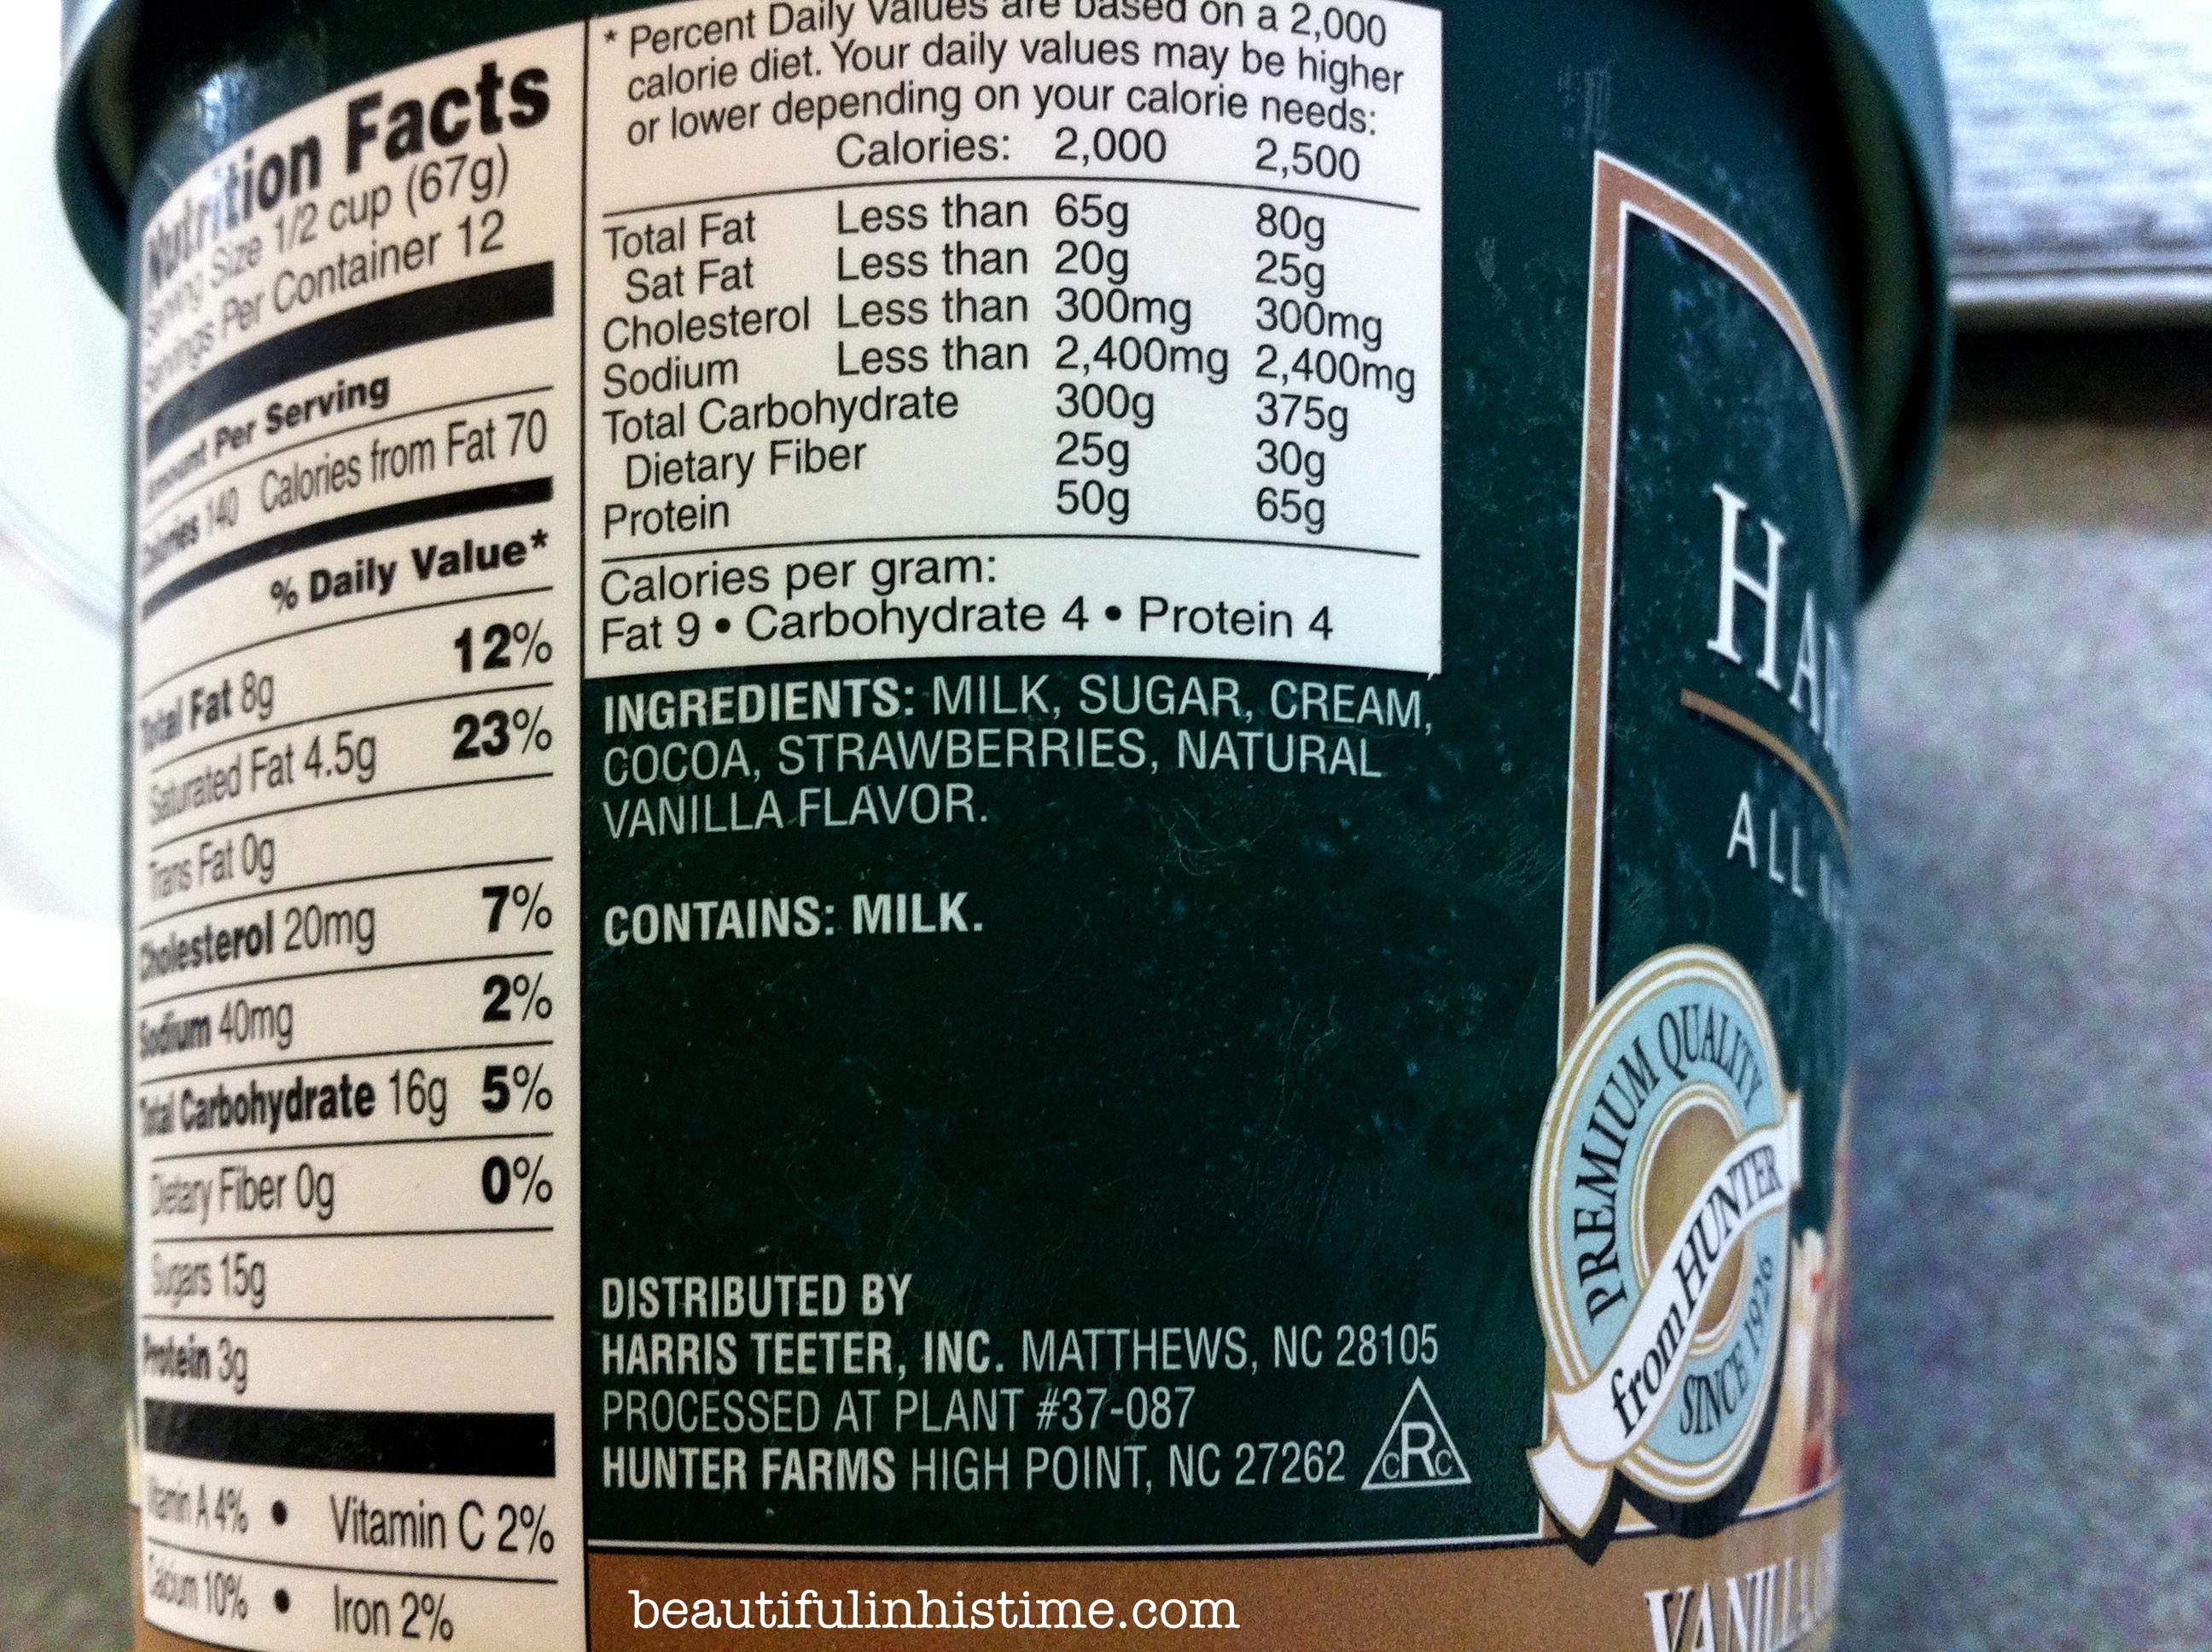 Nutrition Facts
Serving Size 1/2 cup (67g)
Servings Per Container 12
Amount Per Serving
Calories 140 Calories from Fat 70
% Daily Value*
Total Fat 8g 12%
Saturated Fat 4.5g 23%
Trans Fat 0g
Cholesterol 20mg 7%
Sodium 40mg 2%
Total Carbohydrate 16g 5%
Dietary Fiber 0g 0%
Sugars 15g
Protein 3g
Vitamin A 4% • Vitamin C 2%
Calcium 10% • Iron 2%
* Percent Daily Values are based on a 2,000
calorie diet. Your daily values may be higher
or lower depending on your calorie needs:
Calories: 2,000 2,500
Total Fat Less than 65g 80g
Sat Fat Less than 20g 25g
Cholesterol Less than 300mg 300mg
Sodium Less than 2,400mg 2,400mg
Total Carbohydrate 300g 375g
Dietary Fiber 25g 30g
Protein 50g 65g
Calories per gram:
Fat 9 • Carbohydrate 4 • Protein 4
INGREDIENTS: MILK, SUGAR, CREAM,
COCOA, STRAWBERRIES, NATURAL
VANILLA FLAVOR.
CONTAINS: MILK.
DISTRIBUTED BY
HARRIS TEETER, INC. MATTHEWS, NC 28105
PROCESSED AT PLANT #37-087
HUNTER FARMS HIGH POINT, NC 27262
cRc
ALL
PREMIUM QUALITY
from HUNTER
SINCE 1926
VANILLA
beautifulinhistime.com